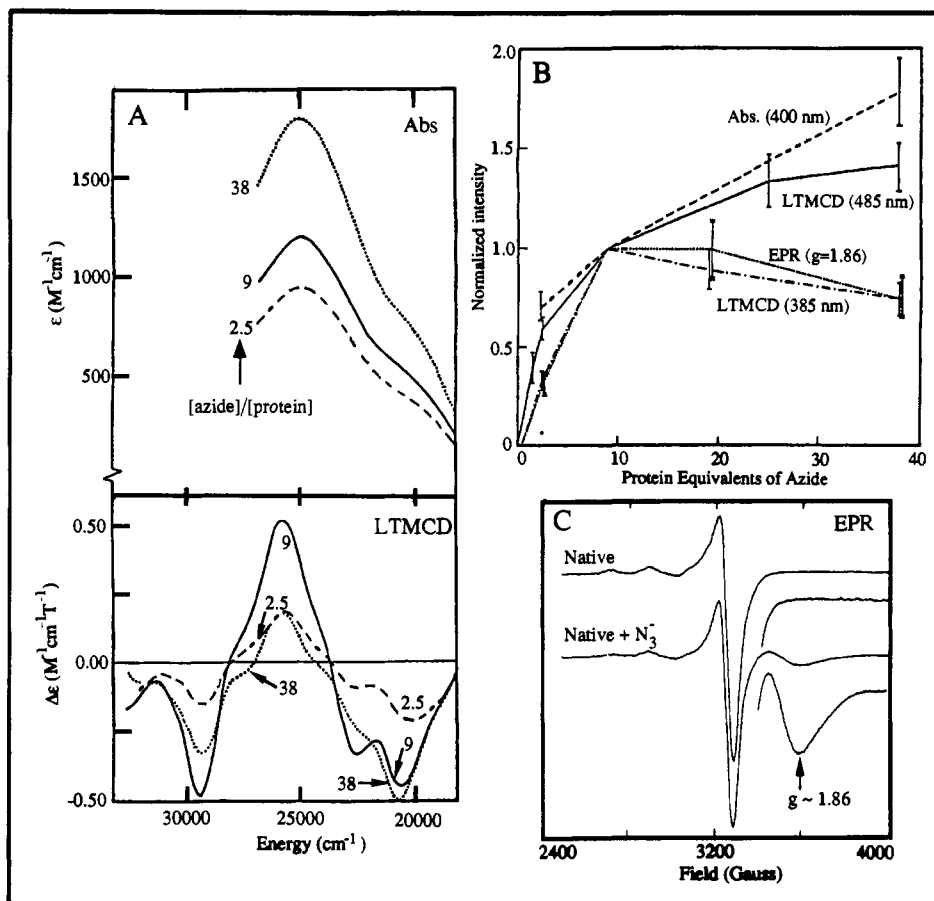 A
Abs
1500
1000
500
ε (M⁻¹cm⁻¹)
38
9
2.5
[azide]/[protein]
LTMCD
0.50
0.00
-0.50
Δε (M⁻¹cm⁻¹T⁻¹)
9
2.5
38
2.5
9
38
30000
25000
20000
Energy (cm⁻¹)
B
2.0
1.5
1.0
0.5
0
Normalized intensity
Abs. (400 nm)
LTMCD (485 nm)
EPR (g=1.86)
LTMCD (385 nm)
0
10
20
30
40
Protein Equivalents of Azide
C
EPR
Native
Native + N₃⁻
g ~ 1.86
2400
3200
4000
Field (Gauss)